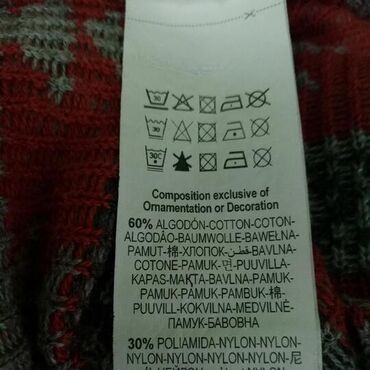 Composition exclusive of
Ornamentation or Decoration
60% ALGODÓN-COTTON-COTON-
ALGODÃO-BAUMWOLLE-BAWEŁNA-
PAMUT-棉-ХЛОПОК-قطن-BAVLNA-
COTONE-PAMUK-면-PUUVILLA-
KAPAS-MAҚTA-BAVLNA-PAMUK-
PAMUK-PAMUK-PAMBUK-棉-
PUUVILL-KOKVILNA-MEDVILNĖ-
ПАМУК-БАВОВНА
30% POLIAMIDA-NYLON-NYLON-
NYLON-NYLON-NYLON-NYLON-尼